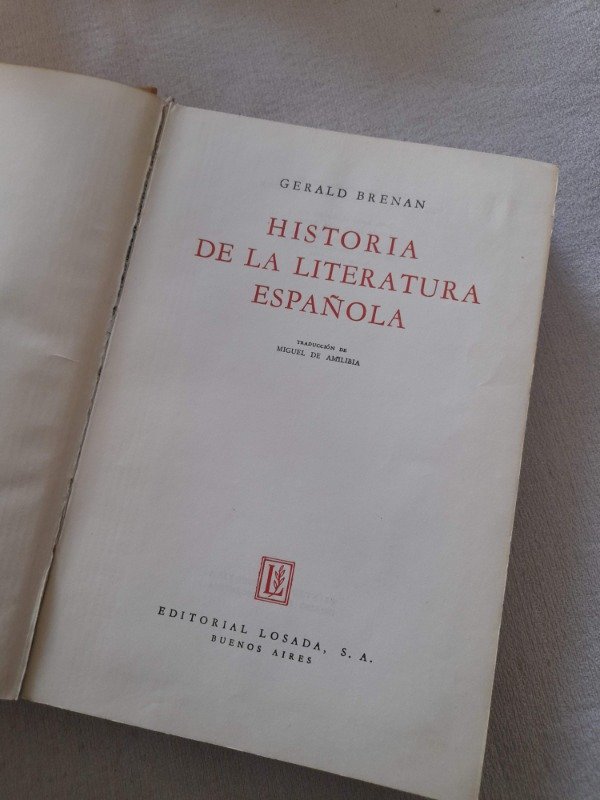 GERALD BRENAN
HISTORIA
DE LA LITERATURA
ESPAÑOLA
TRADUCCIÓN DE
MIGUEL DE AMILIBIA
L
EDITORIAL LOSADA, S. A.
BUENOS AIRES